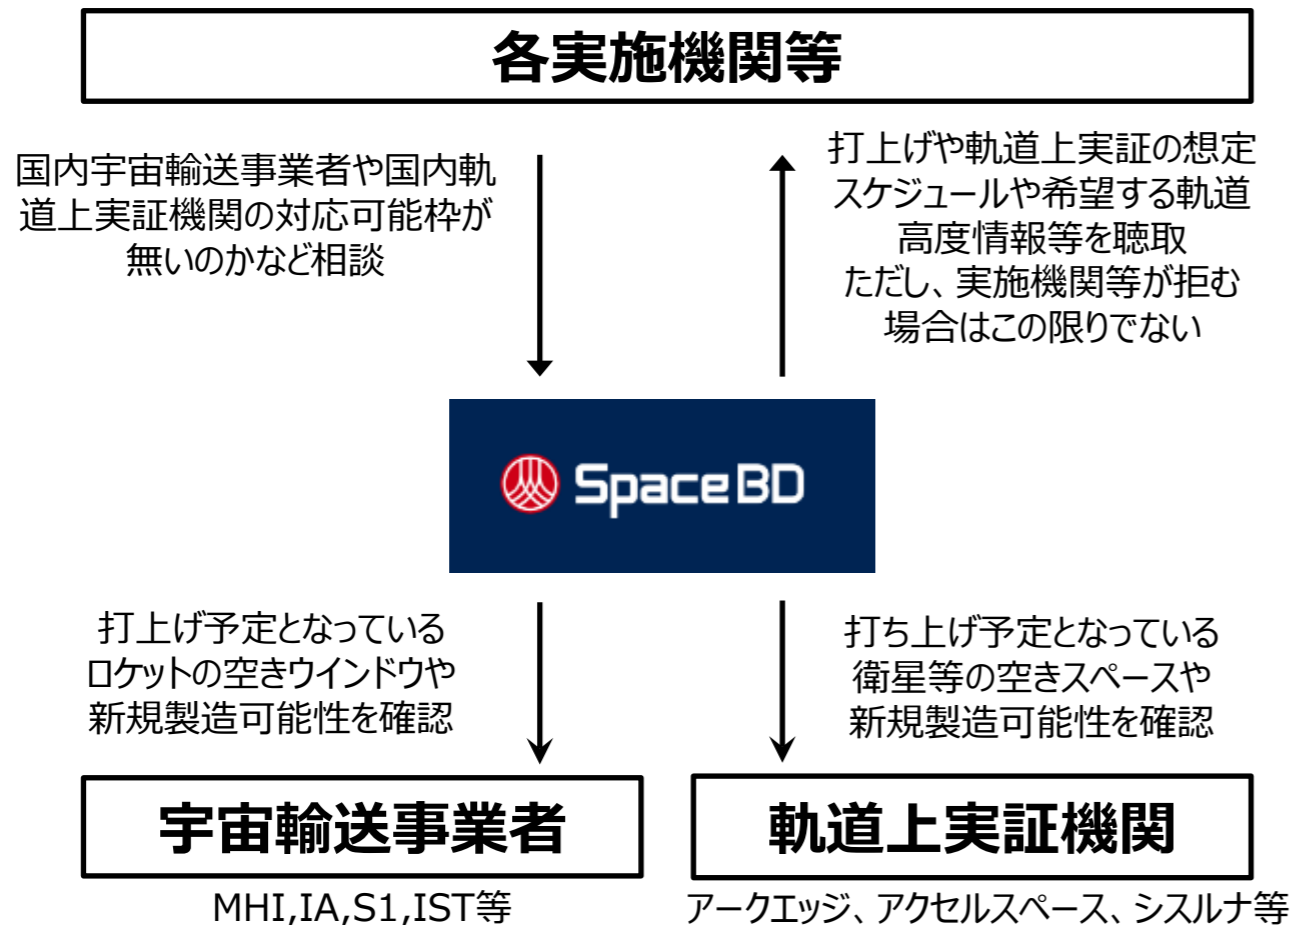 各実施機関等
国内宇宙輸送事業者や国内軌
道上実証機関の対応可能枠が
無いのかなど相談
打上げや軌道上実証の想定
スケジュールや希望する軌道
高度情報等を聴取
ただし、実施機関等が拒む
場合はこの限りでない
SpaceBD
打上げ予定となっている
ロケットの空きウインドウや
新規製造可能性を確認
打ち上げ予定となっている
衛星等の空きスペースや
新規製造可能性を確認
宇宙輸送事業者
軌道上実証機関
MHI,IA,S1,IST等
アークエッジ、アクセルスペース、シスルナ等